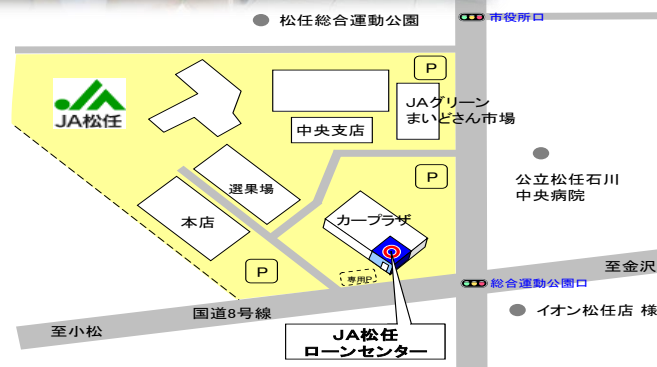 松任総合運動公園
市役所口
P
JA松任
JAグリーン
まいどさん市場
中央支店
P
選果場
公立松任石川
中央病院
本店
カープラザ
P
専用P
至金沢
総合運動公園口
国道8号線
イオン松任店 様
至小松
JA松任
ローンセンター